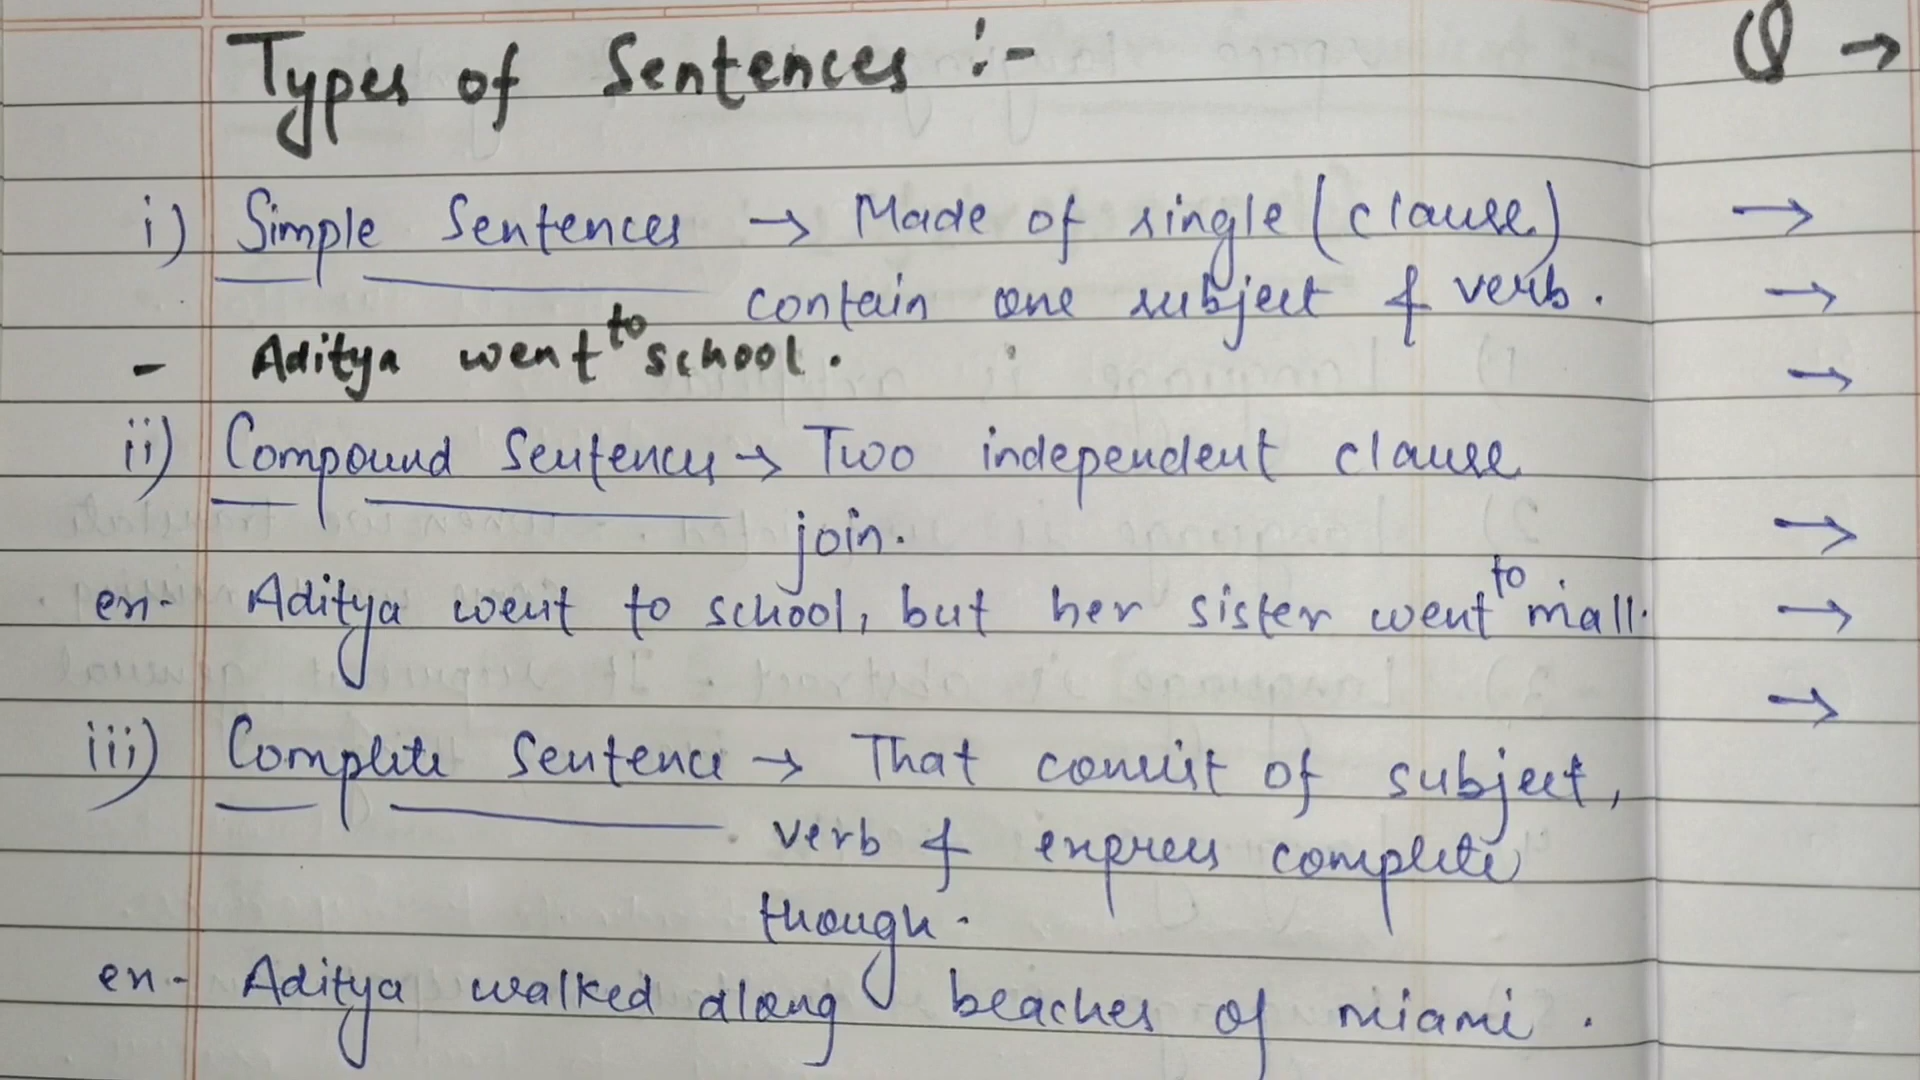 Types of Sentences :-
i) Simple Sentences → Made of single (clause)
contain one subject & verb.
- Aditya went to school.
ii) Compound Sentences → Two independent clause
join.
ex- Aditya went to school, but her sister went to mall.
iii) Complete Sentence → That consist of subject,
verb & express complete
though.
ex- Aditya walked along beaches of miami.
Q →
→
→
→
→
→
→